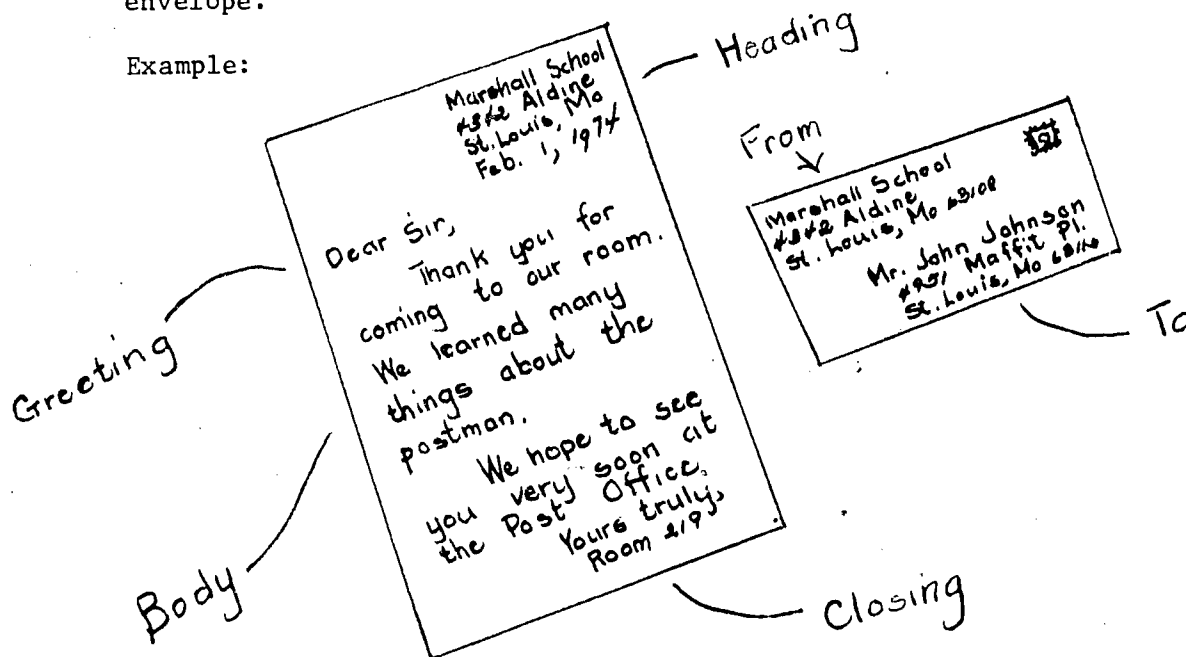 envelope.
Example:
Heading
Marshall School
4342 Aldine
St. Louis, Mo
Feb. 1, 1974
Dear Sir,
Thank you for
coming to our room.
We learned many
things about the
postman.
We hope to see
you very soon at
the Post Office.
Yours truly,
Room 219
Greeting
Body
Closing
From
Marshall School
4342 Aldine
St. Louis, Mo 63108
Mr. John Johnson
Maffit Pl.
St. Louis, Mo
To